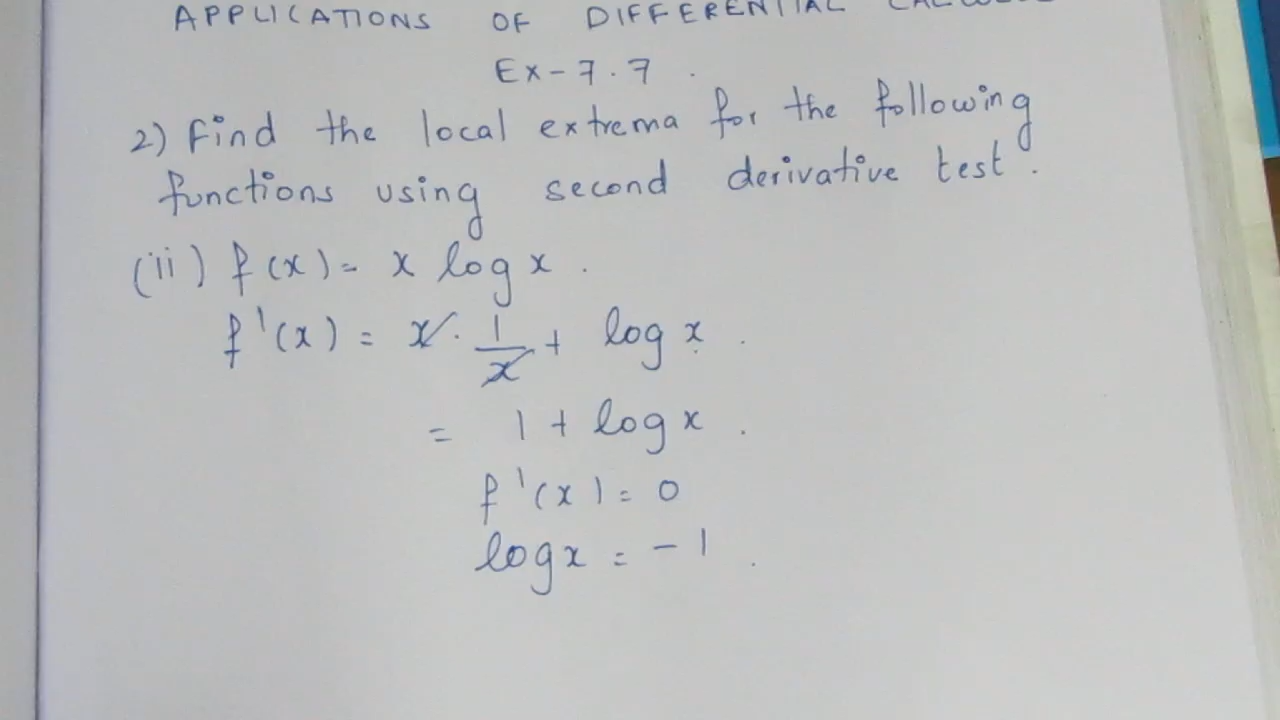 APPLICATIONS OF DIFFERENTIAL
Ex-7.7.
2) Find the local extrema for the following
functions using second derivative test.
(ii) f(x) = x log x.
f'(x) = x. 1/x + log x.
= 1 + log x.
f'(x) = 0
log x = -1.